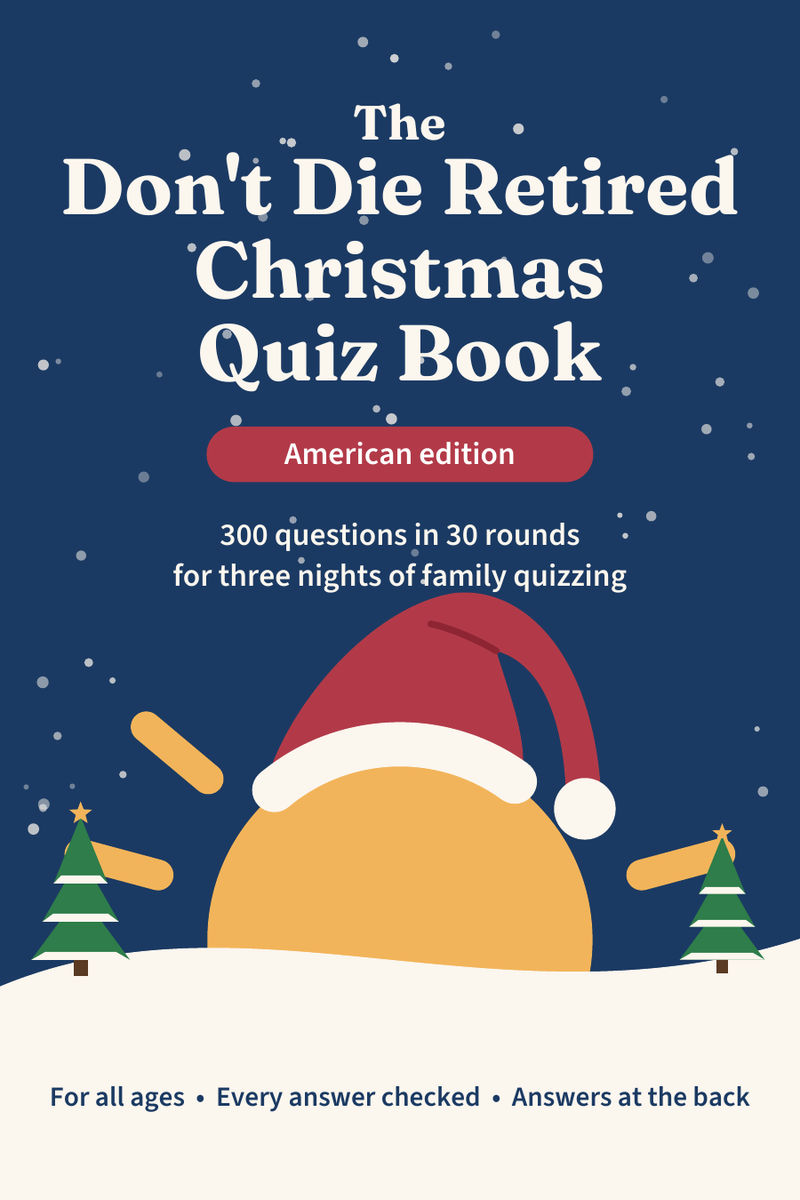 The
Don't Die Retired
Christmas
Quiz Book
American edition
300 questions in 30 rounds
for three nights of family quizzing
For all ages • Every answer checked • Answers at the back